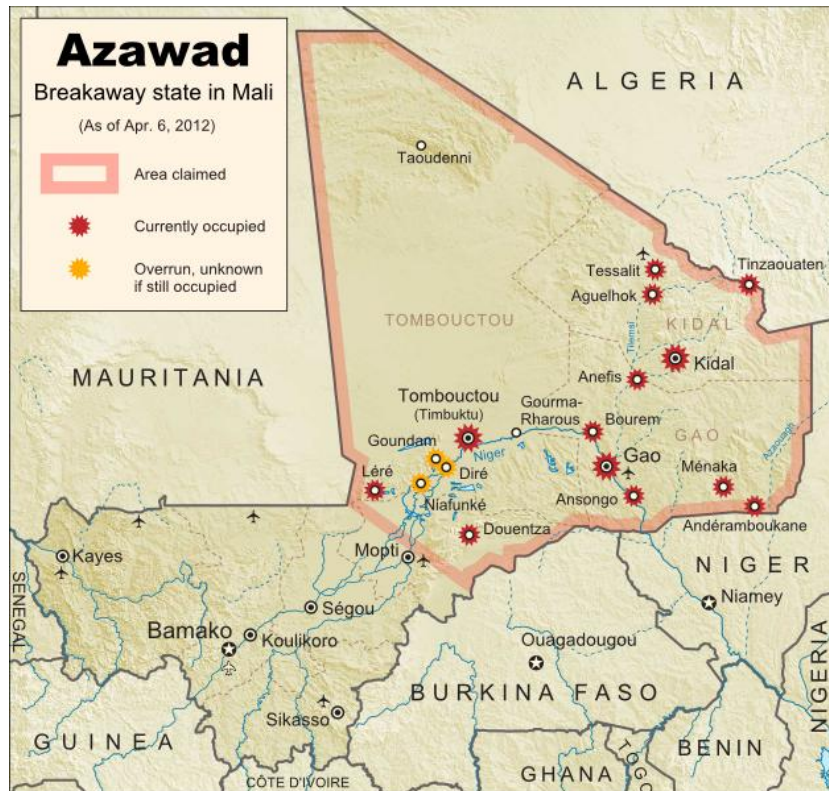 Azawad
Breakaway state in Mali
(As of Apr. 6, 2012)
Area claimed
Currently occupied
Overrun, unknown
if still occupied
ALGERIA
Taoudenni
Tessalit
Tinzaouaten
Aguelhok
TOMBOUCTOU
KIDAL
Tilemsi
Kidal
MAURITANIA
Anefis
Tombouctou
(Timbuktu)
Gourma-
Rharous
Bourem
Goundam
Niger
GAO
Azaouagh
Gao
Léré
Diré
Ménaka
Niafunké
Ansongo
Andéramboukane
Douentza
Mopti
Kayes
NIGER
SENEGAL
Ségou
Niamey
Bamako
Koulikoro
Ouagadougou
NIGERIA
BURKINA FASO
Sikasso
GUINEA
BENIN
TOGO
GHANA
CÔTE D'IVOIRE